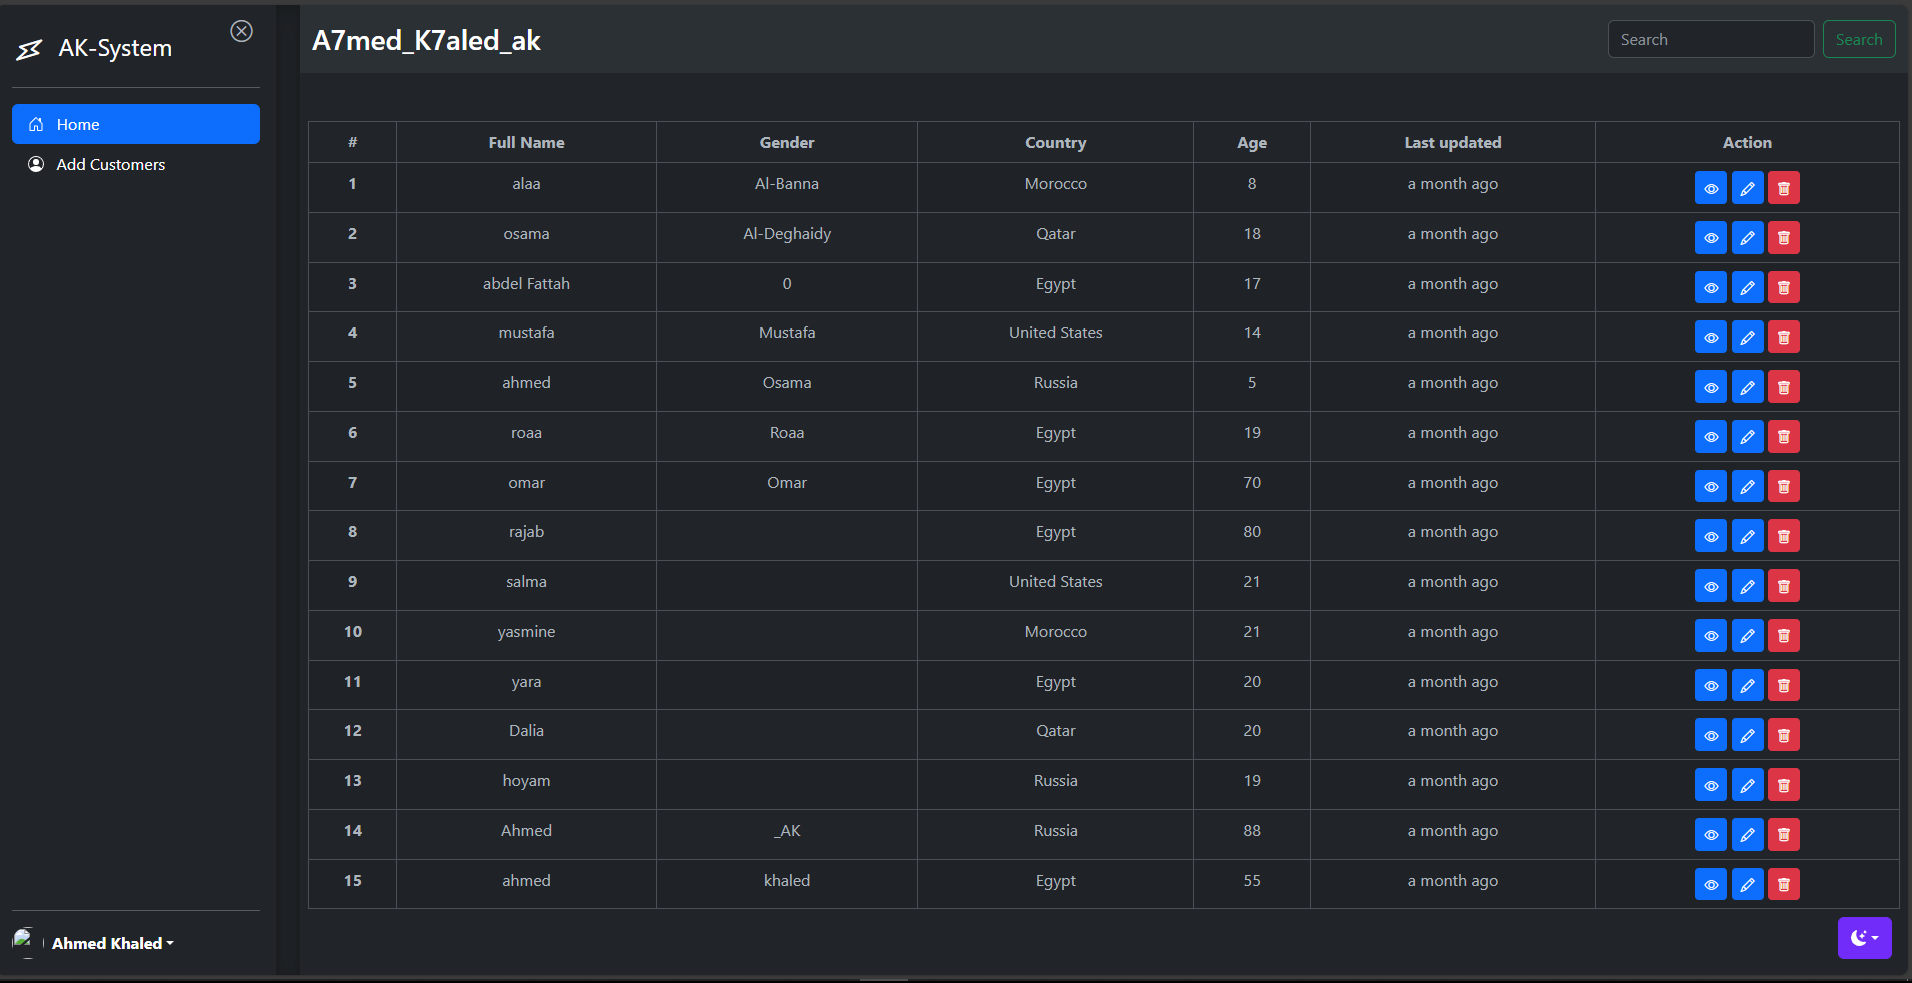 AK-System
Home
Add Customers
Ahmed Khaled
A7med_K7aled_ak
Search Search
# Full Name Gender Country Age Last updated Action
1 alaa Al-Banna Morocco 8 a month ago
2 osama Al-Deghaidy Qatar 18 a month ago
3 abdel Fattah 0 Egypt 17 a month ago
4 mustafa Mustafa United States 14 a month ago
5 ahmed Osama Russia 5 a month ago
6 roaa Roaa Egypt 19 a month ago
7 omar Omar Egypt 70 a month ago
8 rajab Egypt 80 a month ago
9 salma United States 21 a month ago
10 yasmine Morocco 21 a month ago
11 yara Egypt 20 a month ago
12 Dalia Qatar 20 a month ago
13 hoyam Russia 19 a month ago
14 Ahmed _AK Russia 88 a month ago
15 ahmed khaled Egypt 55 a month ago